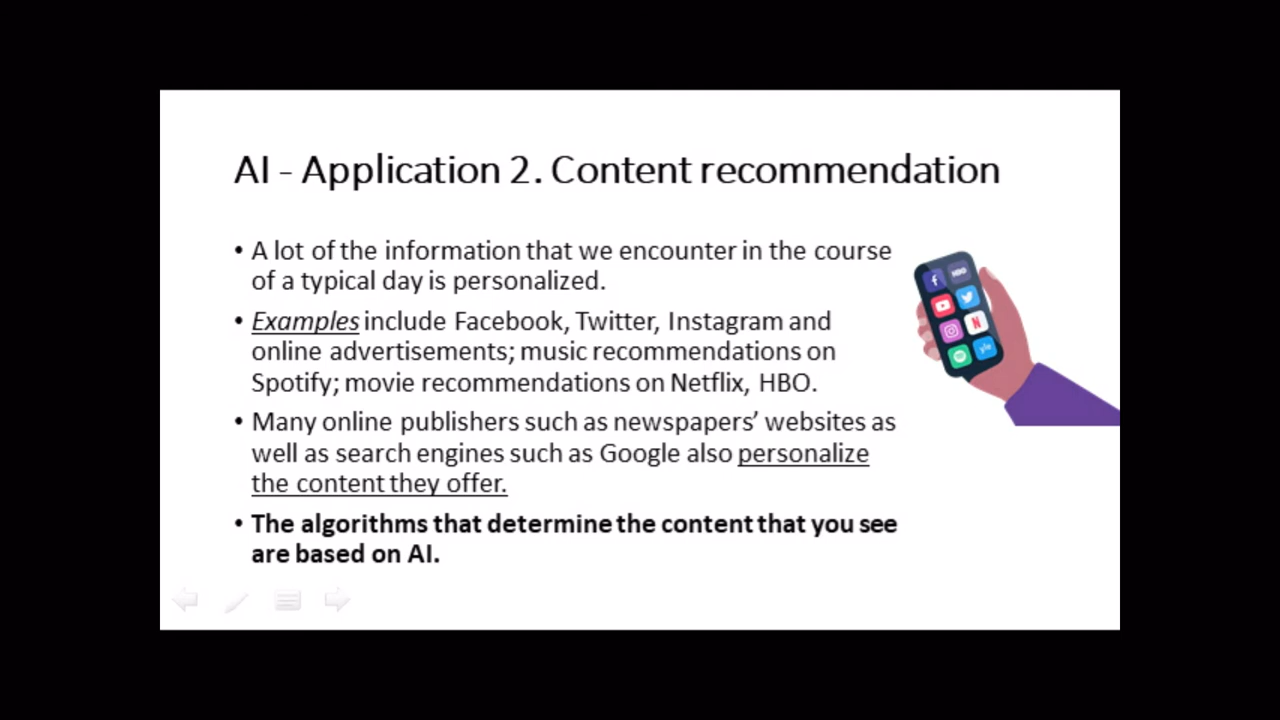 AI - Application 2. Content recommendation
• A lot of the information that we encounter in the course
of a typical day is personalized.
• Examples include Facebook, Twitter, Instagram and
online advertisements; music recommendations on
Spotify; movie recommendations on Netflix, HBO.
• Many online publishers such as newspapers’ websites as
well as search engines such as Google also personalize
the content they offer.
• The algorithms that determine the content that you see
are based on AI.
HBO